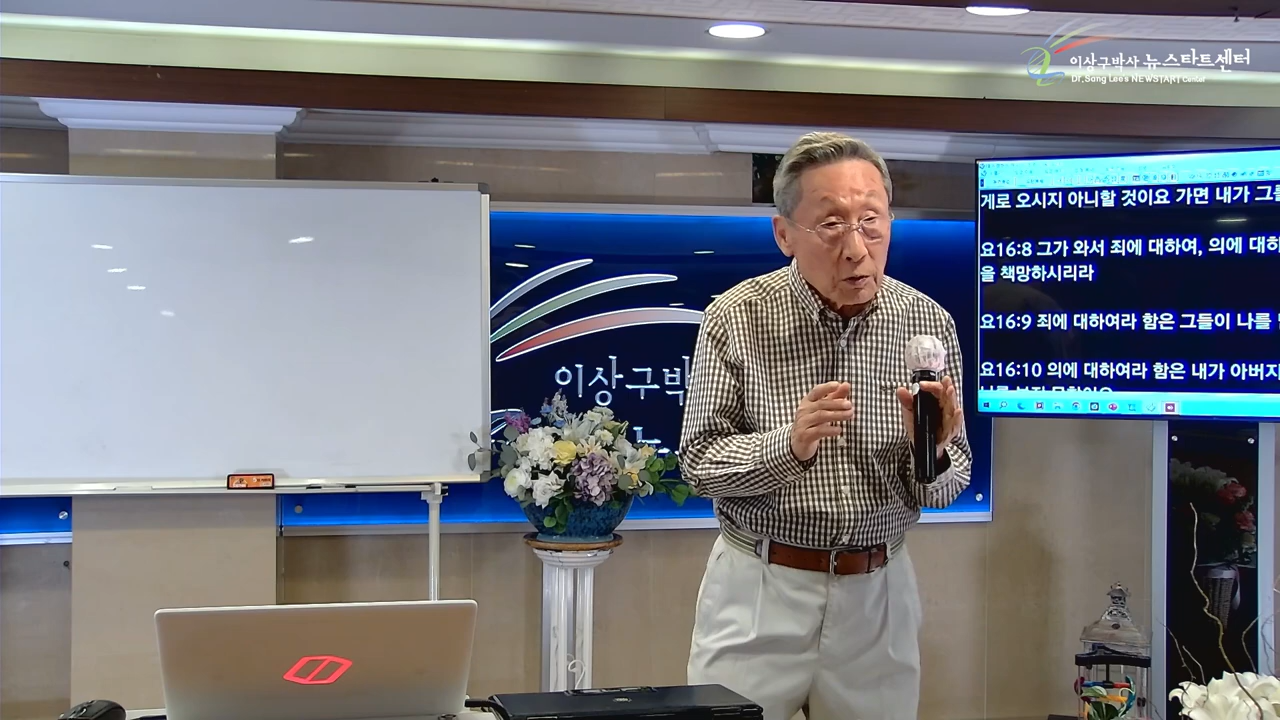 이상구박사 뉴스타트센터
Dr.Sang Lee's NEWSTART Center
게로 오시지 아니할 것이요 가면 내가 그를
요16:8 그가 와서 죄에 대하여, 의에 대하
을 책망하시리라
요16:9 죄에 대하여라 함은 그들이 나를
요16:10 의에 대하여라 함은 내가 아버지
이상구박